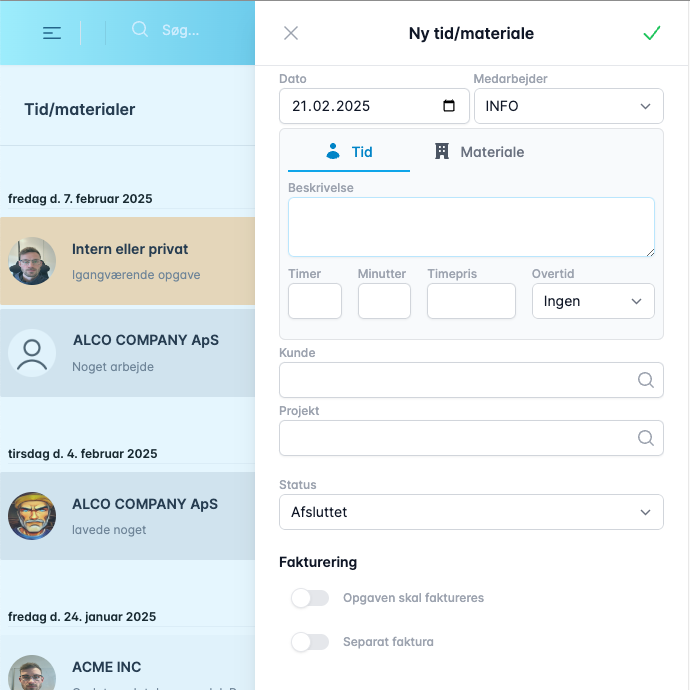 Søg...
Tid/materialer
fredag d. 7. februar 2025
Intern eller privat
Igangværende opgave
ALCO COMPANY ApS
Noget arbejde
tirsdag d. 4. februar 2025
ALCO COMPANY ApS
lavede noget
fredag d. 24. januar 2025
ACME INC
Ny tid/materiale
Dato
Medarbejder
21.02.2025
INFO
Tid
Materiale
Beskrivelse
Timer
Minutter
Timepris
Overtid
Ingen
Kunde
Projekt
Status
Afsluttet
Fakturering
Opgaven skal faktureres
Separat faktura